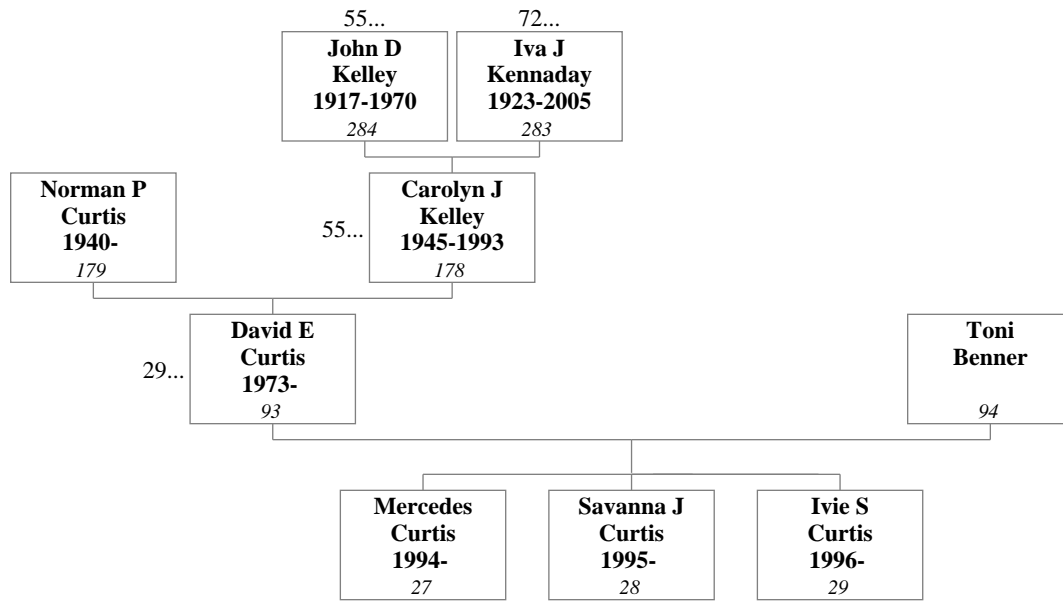 55...
72...
John D
Kelley
1917-1970
284
Iva J
Kennaday
1923-2005
283
Norman P
Curtis
1940-
179
55...
Carolyn J
Kelley
1945-1993
178
29...
David E
Curtis
1973-
93
Toni
Benner
94
Mercedes
Curtis
1994-
27
Savanna J
Curtis
1995-
28
Ivie S
Curtis
1996-
29